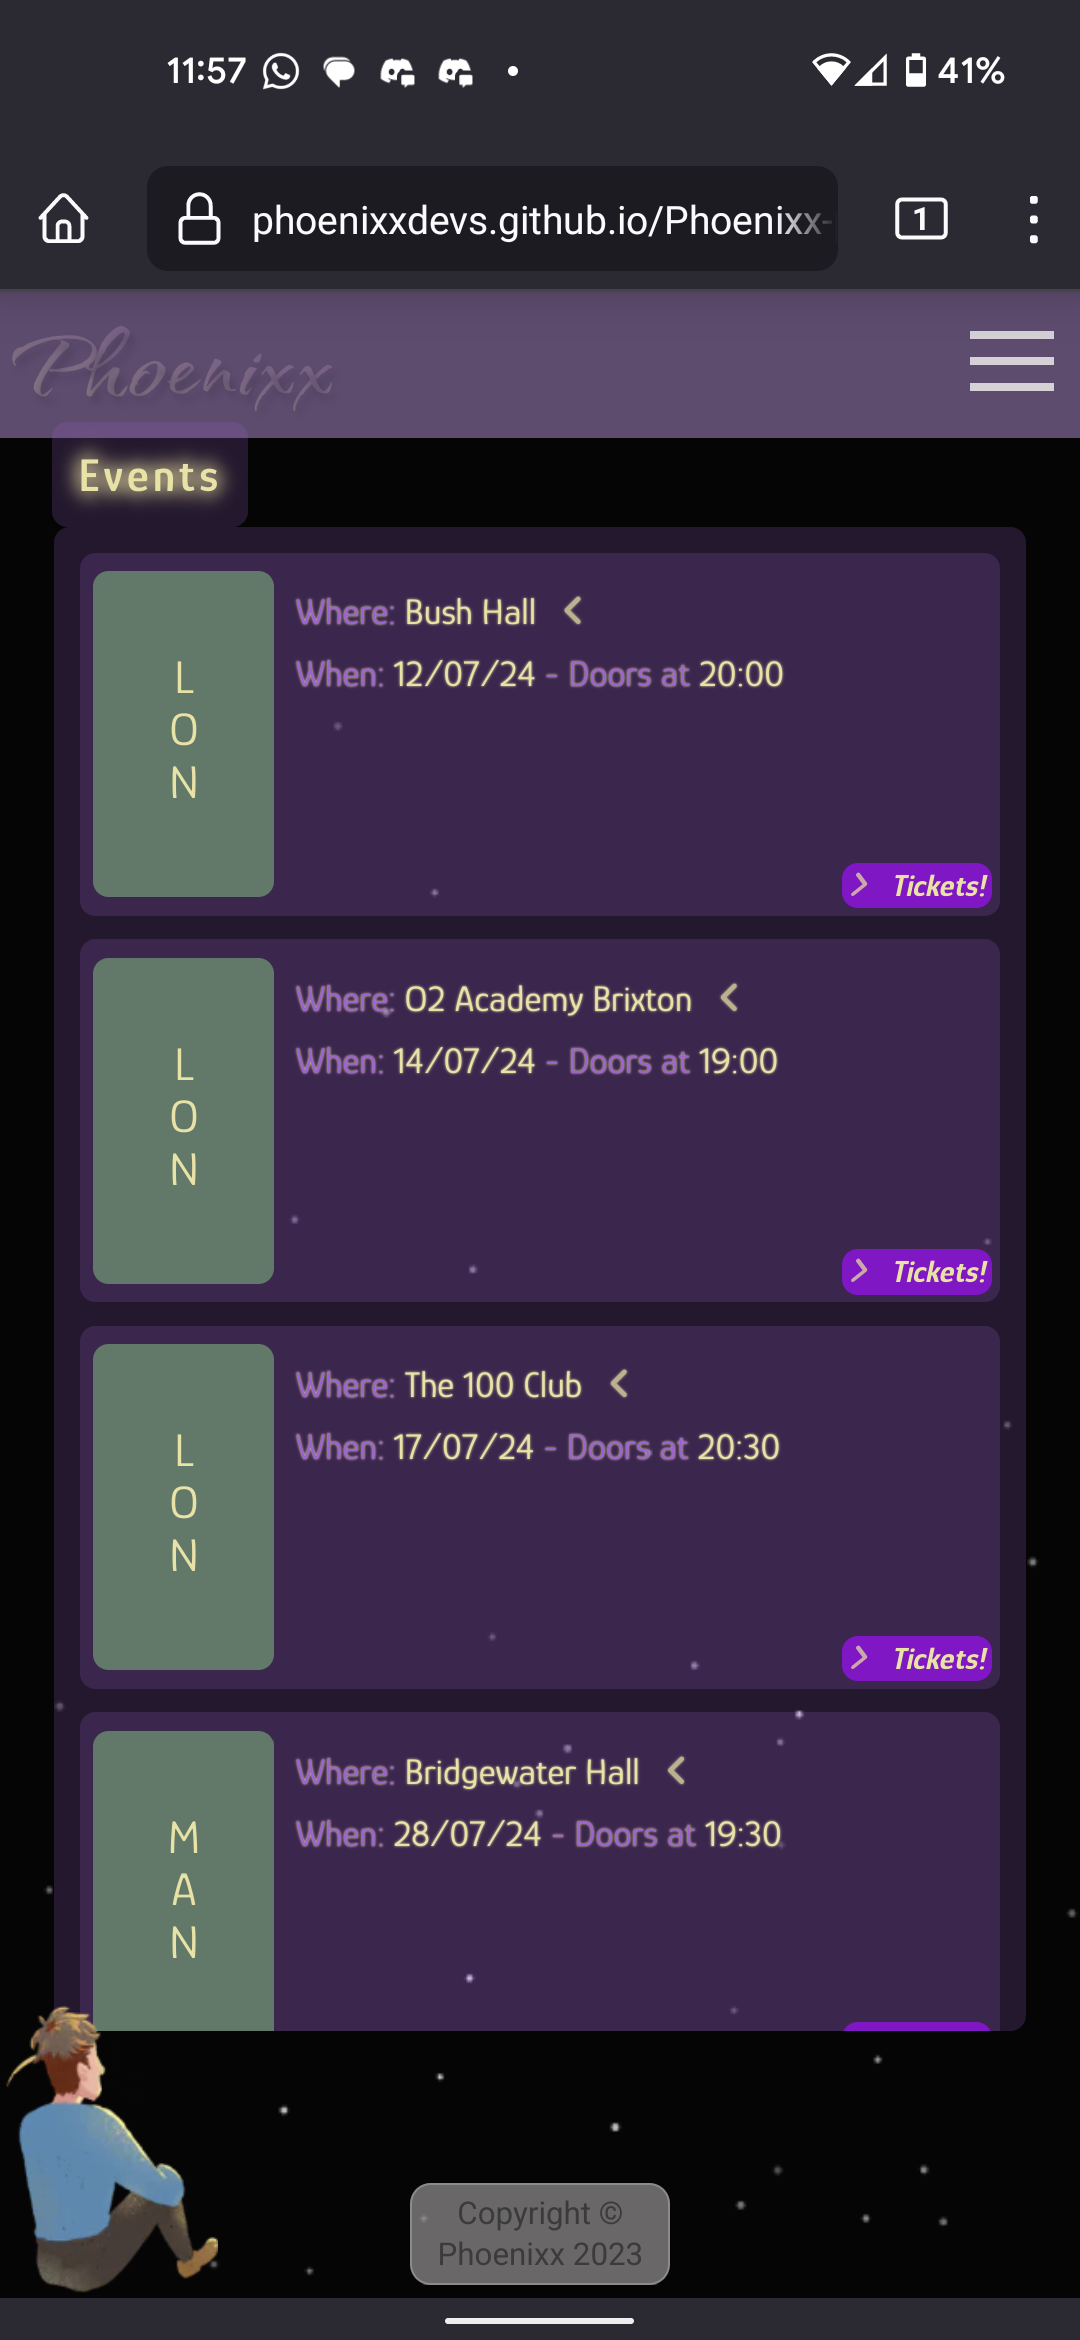 11:57
41%
phoenixxdevs.github.io/Phoenixx-
1
Phoenixx
Events
L
O
N
Where: Bush Hall
When: 12/07/24 - Doors at 20:00
Tickets!
L
O
N
Where: O2 Academy Brixton
When: 14/07/24 - Doors at 19:00
Tickets!
L
O
N
Where: The 100 Club
When: 17/07/24 - Doors at 20:30
Tickets!
M
A
N
Where: Bridgewater Hall
When: 28/07/24 - Doors at 19:30
Copyright ©
Phoenixx 2023